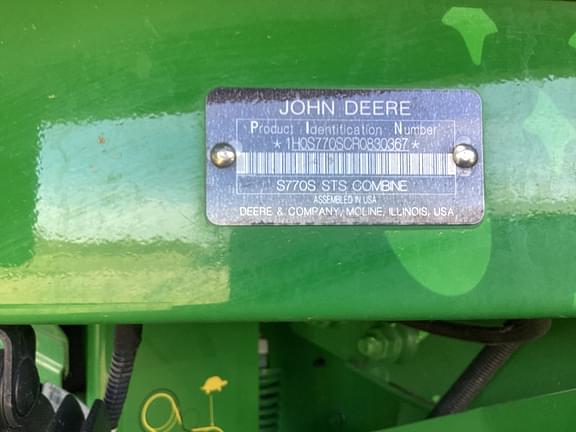 JOHN DEERE
Product Identification Number
*1H0S770SCR0830367*
S770S STS COMBINE
ASSEMBLED IN USA
DEERE & COMPANY, MOLINE, ILLINOIS, USA